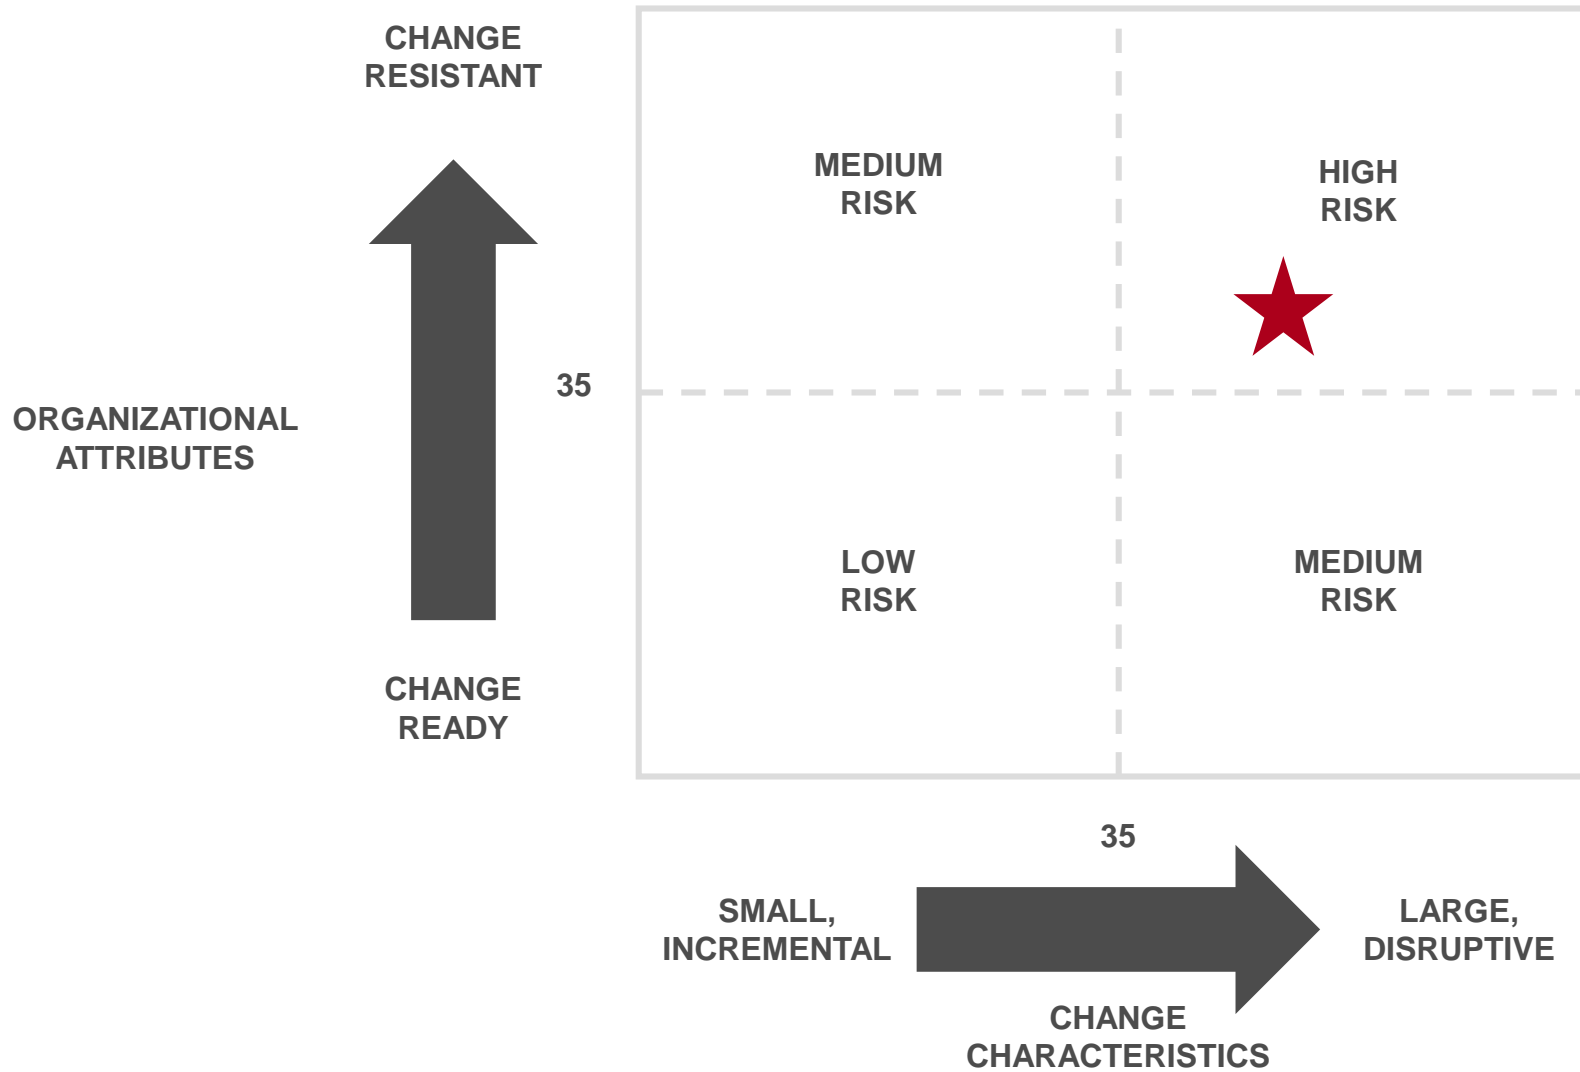 CHANGE
RESISTANT
MEDIUM
RISK
HIGH
RISK
35
ORGANIZATIONAL
ATTRIBUTES
LOW
RISK
MEDIUM
RISK
CHANGE
READY
35
SMALL,
INCREMENTAL
LARGE,
DISRUPTIVE
CHANGE
CHARACTERISTICS